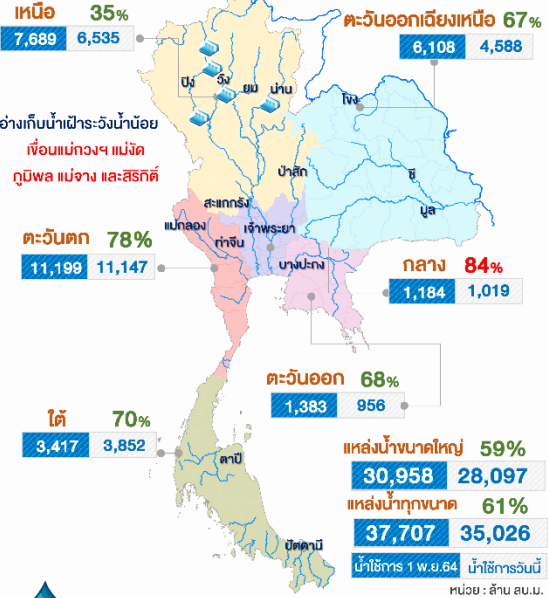 เหนือ 35%
7,689 6,535
ตะวันออกเฉียงเหนือ 67%
6,108 4,588
ปิง วัง ยม น่าน
โขง
อ่างเก็บน้ำเฝ้าระวังน้ำน้อย
เขื่อนแม่กวงฯ แม่งัด
ภูมิพล แม่จาง และสิริกิติ์
ป่าสัก
ชี
มูล
สะแกกรัง
แม่กลอง
ท่าจีน
เจ้าพระยา
บางปะกง
ตะวันตก 78%
11,199 11,147
กลาง 84%
1,184 1,019
ตะวันออก 68%
1,383 956
ใต้ 70%
3,417 3,852
ตาปี
ปัตตานี
แหล่งน้ำขนาดใหญ่ 59%
30,958 28,097
แหล่งน้ำทุกขนาด 61%
37,707 35,026
น้ำใช้การ 1 พ.ย.64 น้ำใช้การวันนี้
หน่วย : ล้าน ลบ.ม.